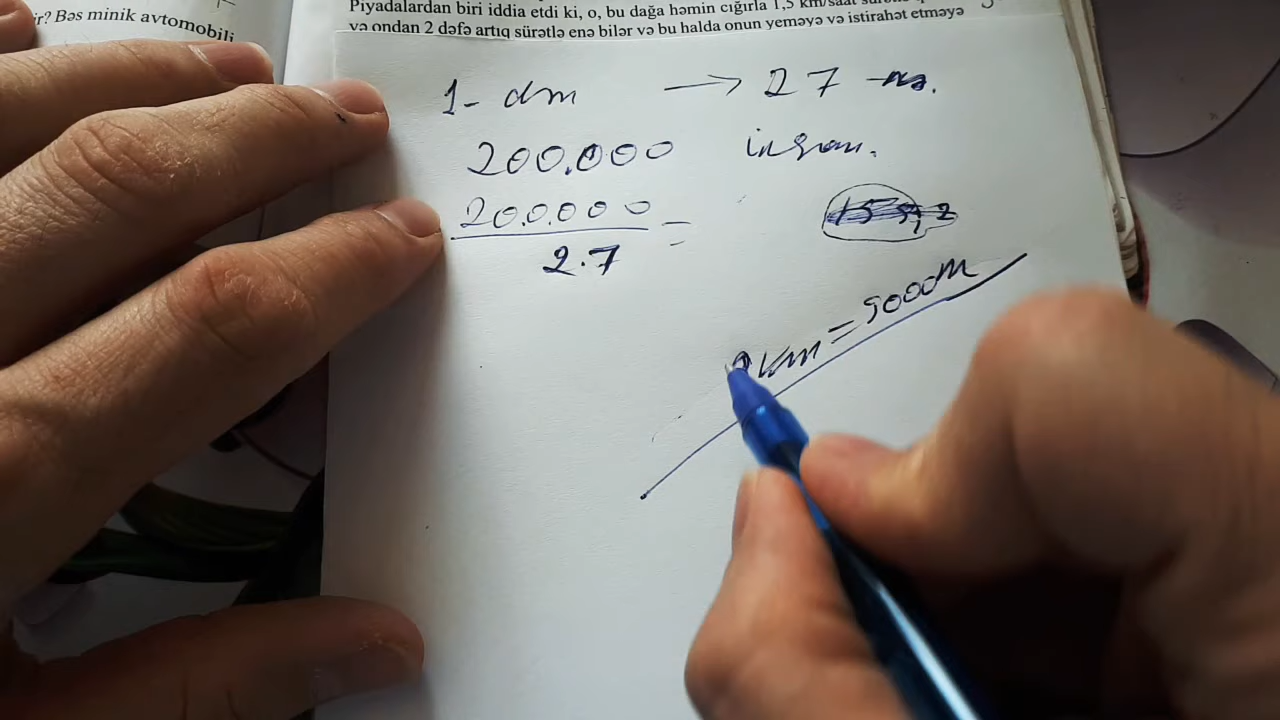 ir? Bəs minik avtomobili
Piyadalardan biri iddia etdi ki, o, bu dağa həmin cığırla 1,5 km/saat
və ondan 2 dəfə artıq sürətlə enə bilər və bu halda onun yeməyə və istirahət etməyə
1- dm → 27
200.000 insan.
200.000 =
2.7
km = 9000m